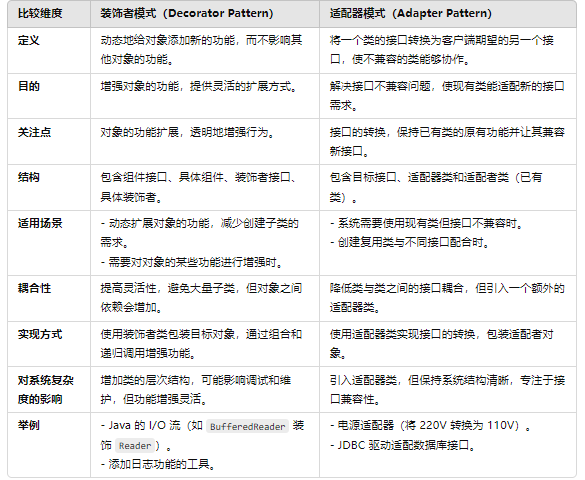 比较维度 装饰者模式（Decorator Pattern） 适配器模式（Adapter Pattern）
定义 动态地给对象添加新的功能，而不影响其他对象的功能。 将一个类的接口转换为客户端期望的另一个接口，使不兼容的类能够协作。
目的 增强对象的功能，提供灵活的扩展方式。 解决接口不兼容问题，使现有类能适配新的接口需求。
关注点 对象的功能扩展，透明地增强行为。 接口的转换，保持已有类的原有功能并让其兼容新接口。
结构 包含组件接口、具体组件、装饰者接口、具体装饰者。 包含目标接口、适配器类和适配者类（已有类）。
适用场景 - 动态扩展对象的功能，减少创建子类的需求。
- 需要对对象的某些功能进行增强时。
- 系统需要使用现有类但接口不兼容时。
- 创建复用类与不同接口配合时。
耦合性 提高灵活性，避免大量子类，但对象之间依赖会增加。 降低类与类之间的接口耦合，但引入一个额外的适配器类。
实现方式 使用装饰者类包装目标对象，通过组合和递归调用增强功能。 使用适配器类实现接口的转换，包装适配者对象。
对系统复杂度的影响 增加类的层次结构，可能影响调试和维护，但功能增强灵活。 引入适配器类，但保持系统结构清晰，专注于接口兼容性。
举例 - Java 的 I/O 流（如 BufferedReader 装饰 Reader）。
- 添加日志功能的工具。
- 电源适配器（将 220V 转换为 110V）。
- JDBC 驱动适配数据库接口。